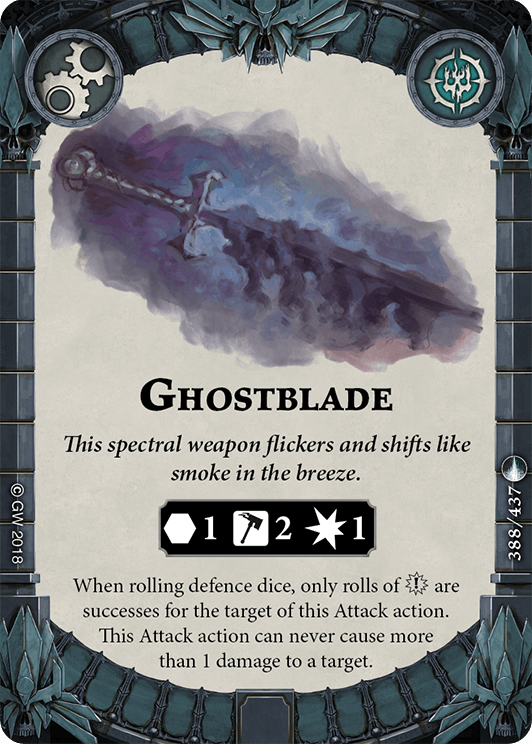 GHOSTBLADE
This spectral weapon flickers and shifts like
smoke in the breeze.
1 2 1
When rolling defence dice, only rolls of are
successes for the target of this Attack action.
This Attack action can never cause more
than 1 damage to a target.
© GW 2018
388/437